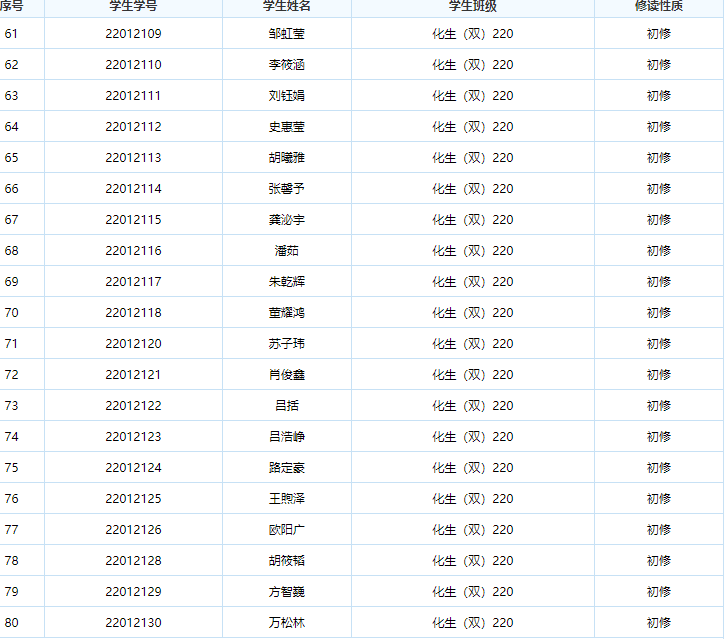 序号 学生学号 学生姓名 学生班级 修读性质
61 22012109 邹虹莹 化生（双）220 初修
62 22012110 李筱涵 化生（双）220 初修
63 22012111 刘钰娟 化生（双）220 初修
64 22012112 史惠莹 化生（双）220 初修
65 22012113 胡曦雅 化生（双）220 初修
66 22012114 张馨予 化生（双）220 初修
67 22012115 龚泌宇 化生（双）220 初修
68 22012116 潘茹 化生（双）220 初修
69 22012117 朱乾辉 化生（双）220 初修
70 22012118 董耀鸿 化生（双）220 初修
71 22012120 苏子玮 化生（双）220 初修
72 22012121 肖俊鑫 化生（双）220 初修
73 22012122 吕括 化生（双）220 初修
74 22012123 吕浩峥 化生（双）220 初修
75 22012124 路定豪 化生（双）220 初修
76 22012125 王煦泽 化生（双）220 初修
77 22012126 欧阳广 化生（双）220 初修
78 22012128 胡筱韬 化生（双）220 初修
79 22012129 方智巍 化生（双）220 初修
80 22012130 万松林 化生（双）220 初修